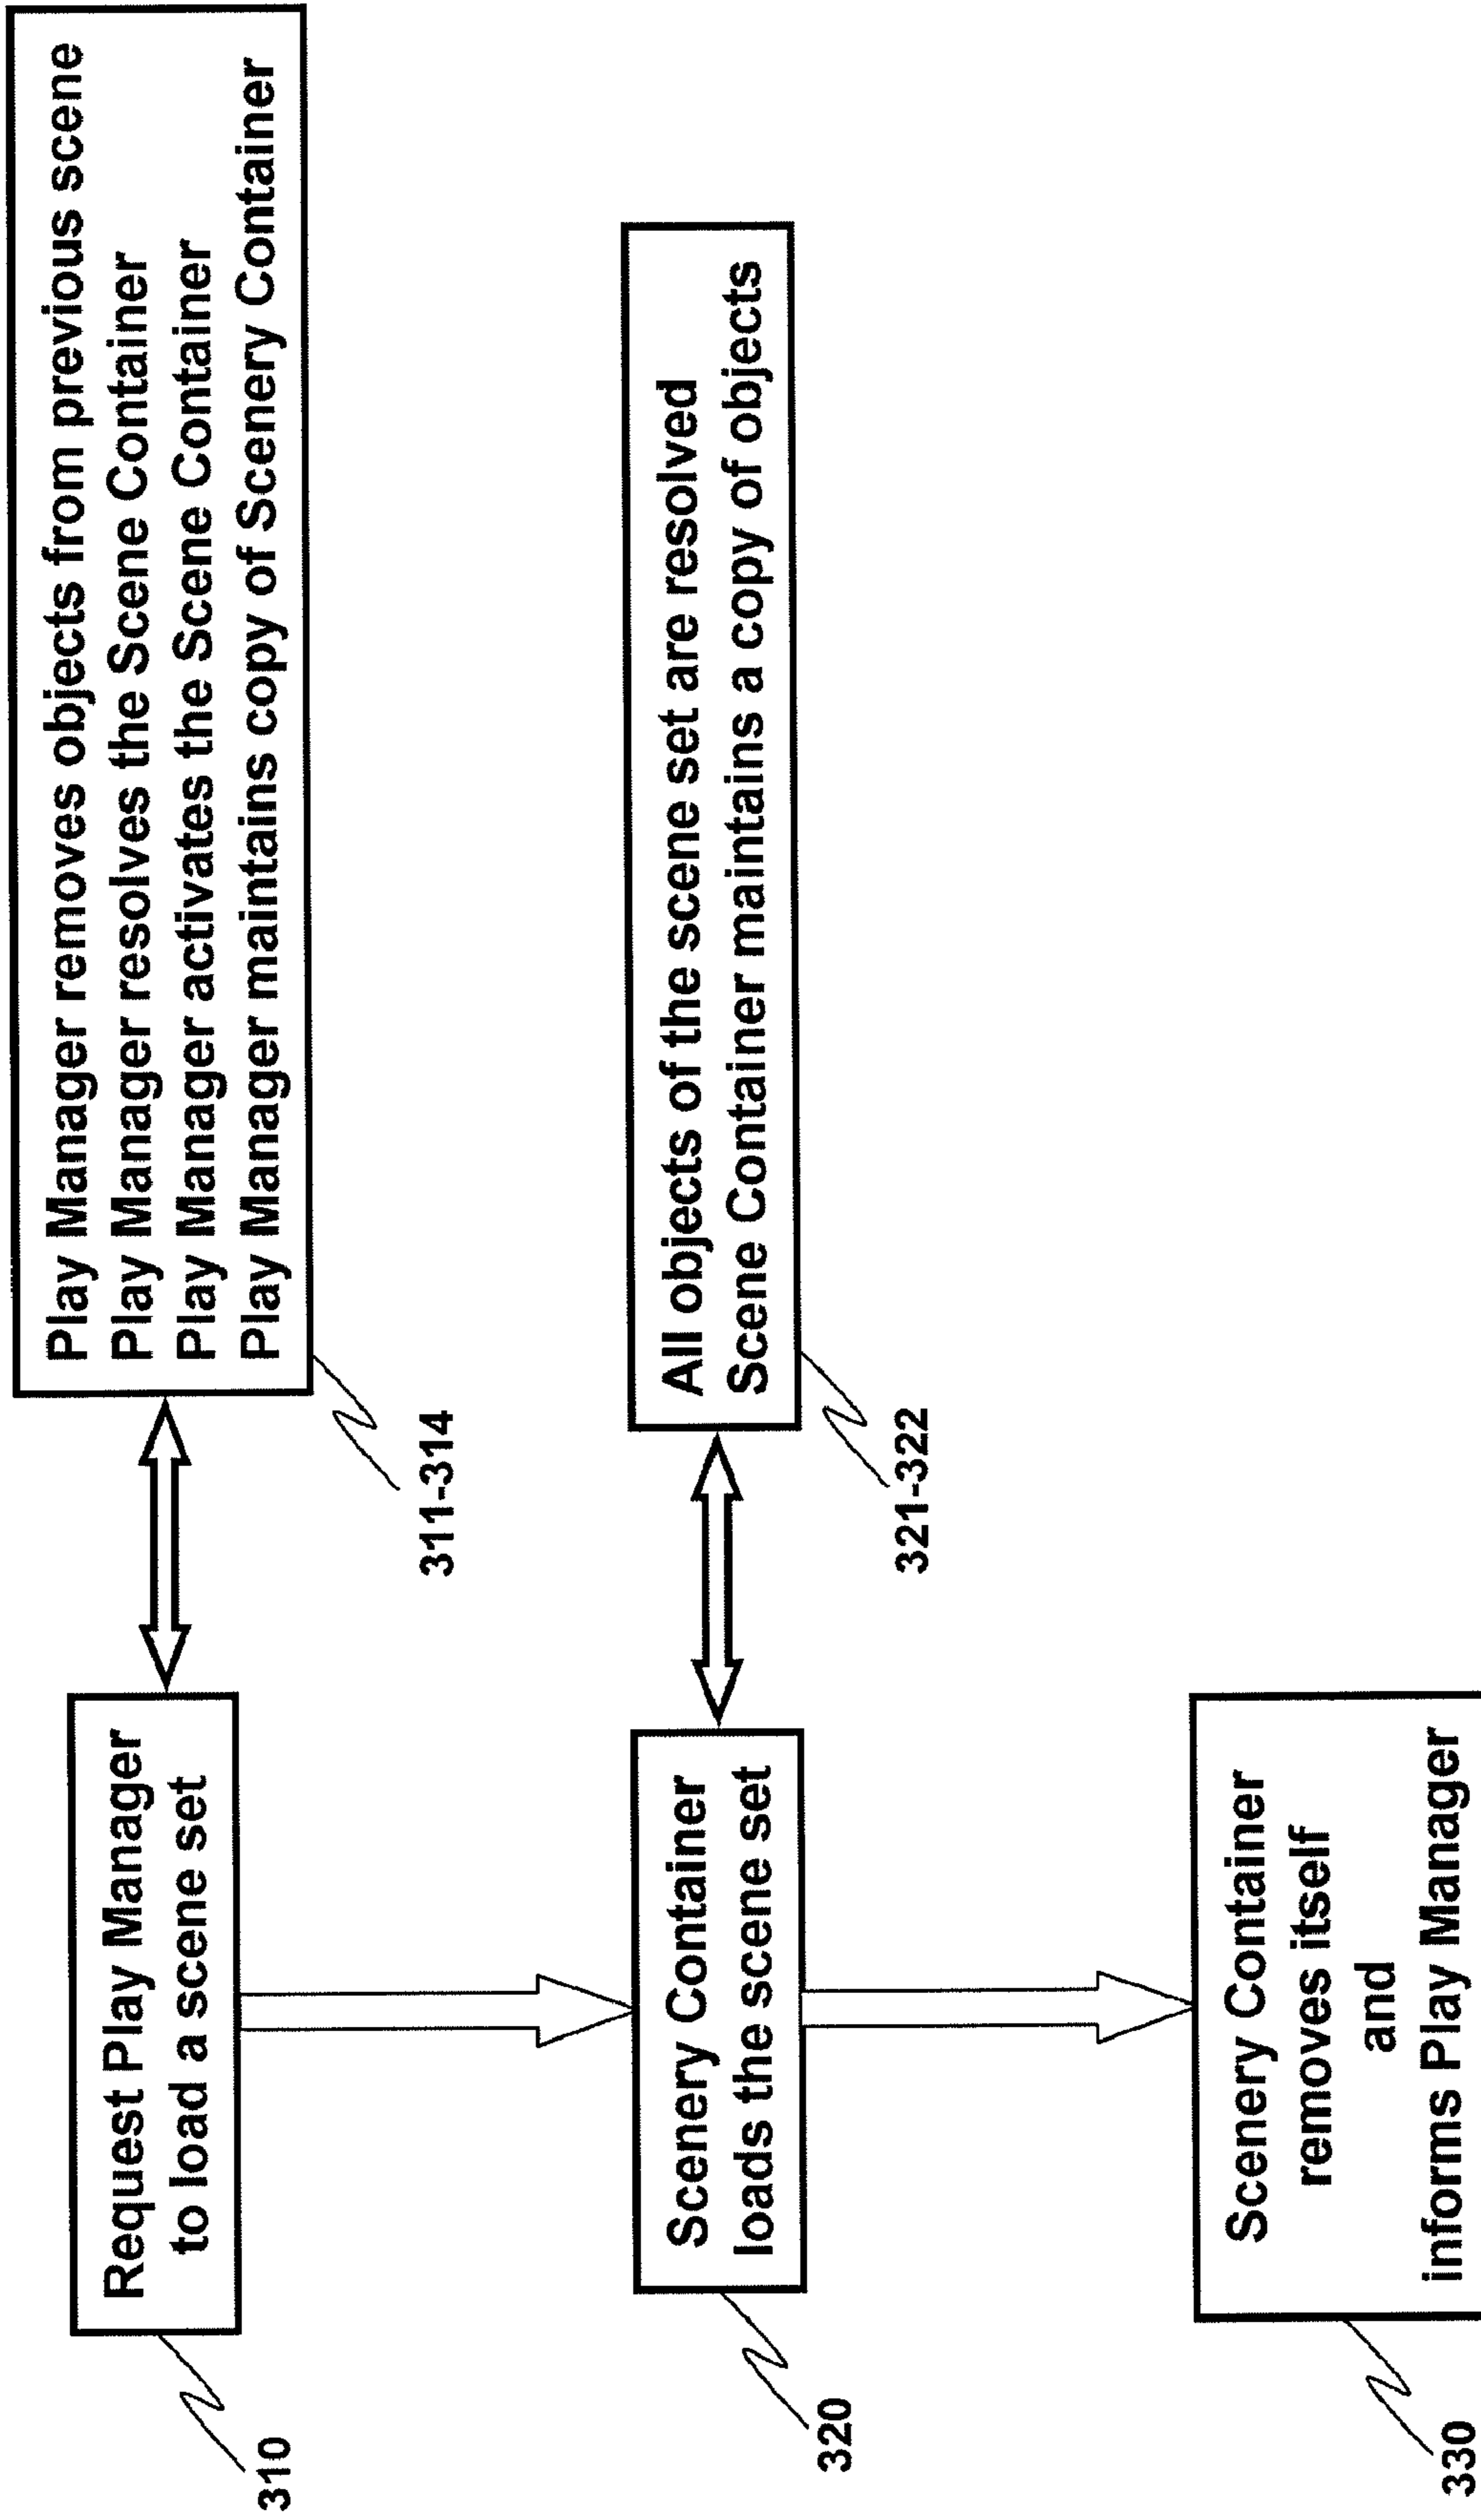 310
Request Play Manager
to load a scene set
Play Manager removes objects from previous scene
Play Manager resolves the Scene Container
Play Manager activates the Scene Container
Play Manager maintains copy of Scenery Container
311-314
320
Scenery Container
loads the scene set
All objects of the scene set are resolved
Scene Container maintains a copy of objects
321-322
330
Scenery Container
removes itself
and
informs Play Manager